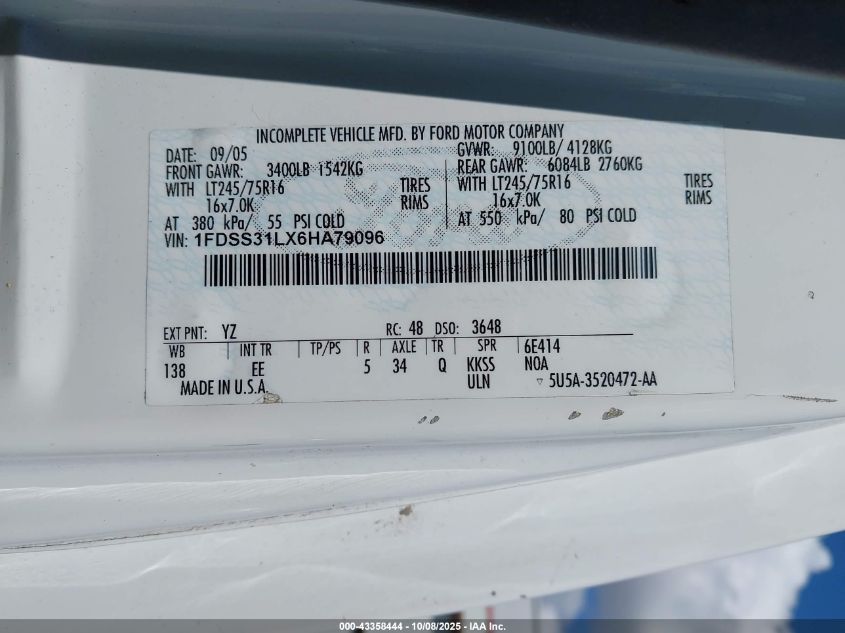 INCOMPLETE VEHICLE MFD. BY FORD MOTOR COMPANY
DATE: 09/05 GVWR: 9100LB/ 4128KG
FRONT GAWR: 3400LB 1542KG REAR GAWR: 6084LB 2760KG
WITH LT245/75R16 TIRES WITH LT245/75R16 TIRES
16x7.0K RIMS 16x7.0K RIMS
AT 380 kPa/ 55 PSI COLD AT 550 kPa/ 80 PSI COLD
VIN: 1FDSS31LX6HA79096
EXT PNT: YZ RC: 48 DSO: 3648
WB INT TR TP/PS R AXLE TR SPR 6E414
138 EE 5 34 Q KKSS NOA
MADE IN U.S.A. ULN 5U5A-3520472-AA
000-43358444 - 10/08/2025 - IAA Inc.